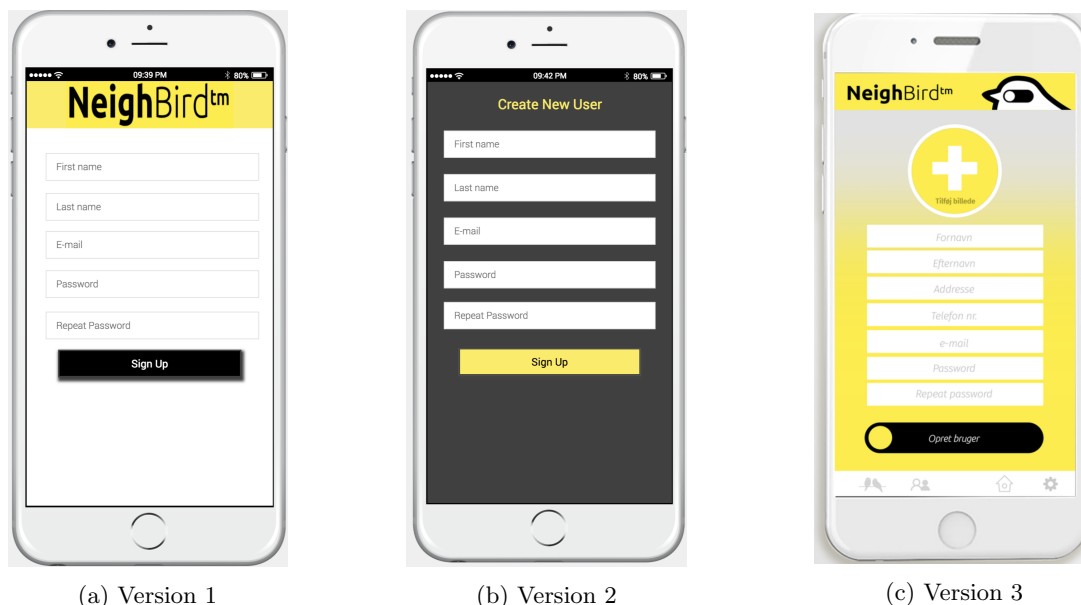 09:39 PM
80%
NeighBirdtm
First name
Last name
E-mail
Password
Repeat Password
Sign Up
(a) Version 1
09:42 PM
80%
Create New User
First name
Last name
E-mail
Password
Repeat Password
Sign Up
(b) Version 2
NeighBirdtm
Tilføj billede
Fornavn
Efternavn
Addresse
Telefon nr.
e-mail
Password
Repeat password
Opret bruger
(c) Version 3